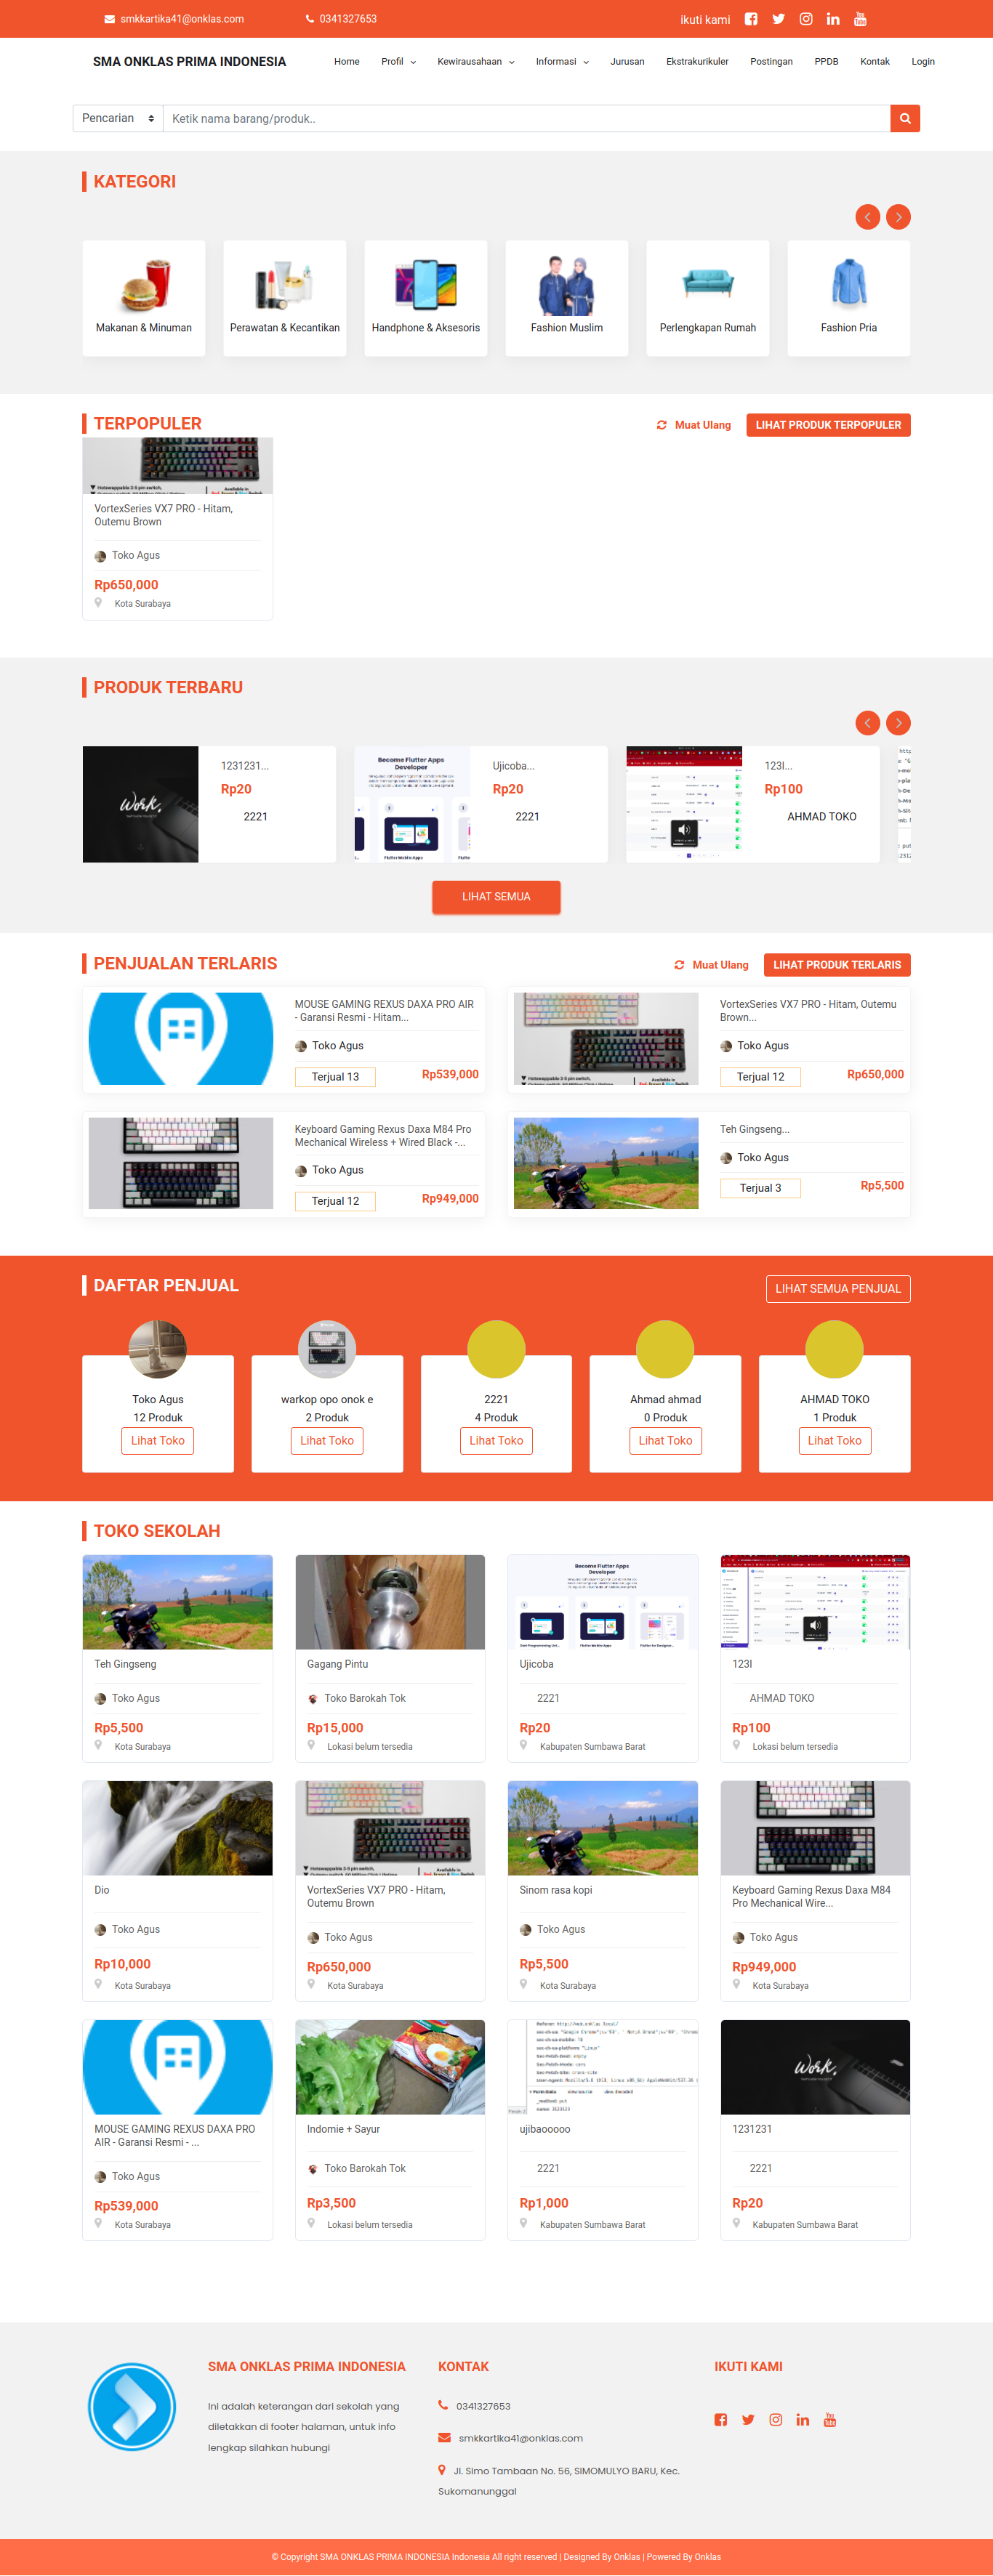 smkkartika41@onklas.com 0341327653 ikuti kami
SMA ONKLAS PRIMA INDONESIA Home Profil Kewirausahaan Informasi Jurusan Ekstrakurikuler Postingan PPDB Kontak Login
Pencarian Ketik nama barang/produk..
KATEGORI
Makanan & Minuman Perawatan & Kecantikan Handphone & Aksesoris Fashion Muslim Perlengkapan Rumah Fashion Pria
TERPOPULER Muat Ulang LIHAT PRODUK TERPOPULER
VortexSeries VX7 PRO - Hitam,
Outemu Brown
Toko Agus
Rp650,000
Kota Surabaya
PRODUK TERBARU
Work.
1231231...
Rp20
2221
Become Flutter Apps
Developer
Flutter Mobile Apps
Ujicoba...
Rp20
2221
123l...
Rp100
AHMAD TOKO
LIHAT SEMUA
PENJUALAN TERLARIS Muat Ulang LIHAT PRODUK TERLARIS
MOUSE GAMING REXUS DAXA PRO AIR
- Garansi Resmi - Hitam...
Toko Agus
Terjual 13 Rp539,000
VortexSeries VX7 PRO - Hitam, Outemu
Brown...
Toko Agus
Terjual 12 Rp650,000
Keyboard Gaming Rexus Daxa M84 Pro
Mechanical Wireless + Wired Black -...
Toko Agus
Terjual 12 Rp949,000
Teh Gingseng...
Toko Agus
Terjual 3 Rp5,500
DAFTAR PENJUAL LIHAT SEMUA PENJUAL
Toko Agus
12 Produk
Lihat Toko
warkop opo onok e
2 Produk
Lihat Toko
2221
4 Produk
Lihat Toko
Ahmad ahmad
0 Produk
Lihat Toko
AHMAD TOKO
1 Produk
Lihat Toko
TOKO SEKOLAH
Teh Gingseng
Toko Agus
Rp5,500
Kota Surabaya
Gagang Pintu
Toko Barokah Tok
Rp15,000
Lokasi belum tersedia
Become Flutter Apps
Developer
Ujicoba
2221
Rp20
Kabupaten Sumbawa Barat
123l
AHMAD TOKO
Rp100
Lokasi belum tersedia
Dio
Toko Agus
Rp10,000
Kota Surabaya
VortexSeries VX7 PRO - Hitam,
Outemu Brown
Toko Agus
Rp650,000
Kota Surabaya
Sinom rasa kopi
Toko Agus
Rp5,500
Kota Surabaya
Keyboard Gaming Rexus Daxa M84
Pro Mechanical Wire...
Toko Agus
Rp949,000
Kota Surabaya
MOUSE GAMING REXUS DAXA PRO
AIR - Garansi Resmi - ...
Toko Agus
Rp539,000
Kota Surabaya
Indomie + Sayur
Toko Barokah Tok
Rp3,500
Lokasi belum tersedia
ujibaooooo
2221
Rp1,000
Kabupaten Sumbawa Barat
Work.
1231231
2221
Rp20
Kabupaten Sumbawa Barat
SMA ONKLAS PRIMA INDONESIA
Ini adalah keterangan dari sekolah yang
diletakkan di footer halaman, untuk info
lengkap silahkan hubungi
KONTAK
0341327653
smkkartika41@onklas.com
Jl. Simo Tambaan No. 56, SIMOMULYO BARU, Kec.
Sukomanunggal
IKUTI KAMI
© Copyright SMA ONKLAS PRIMA INDONESIA Indonesia All right reserved | Designed By Onklas | Powered By Onklas